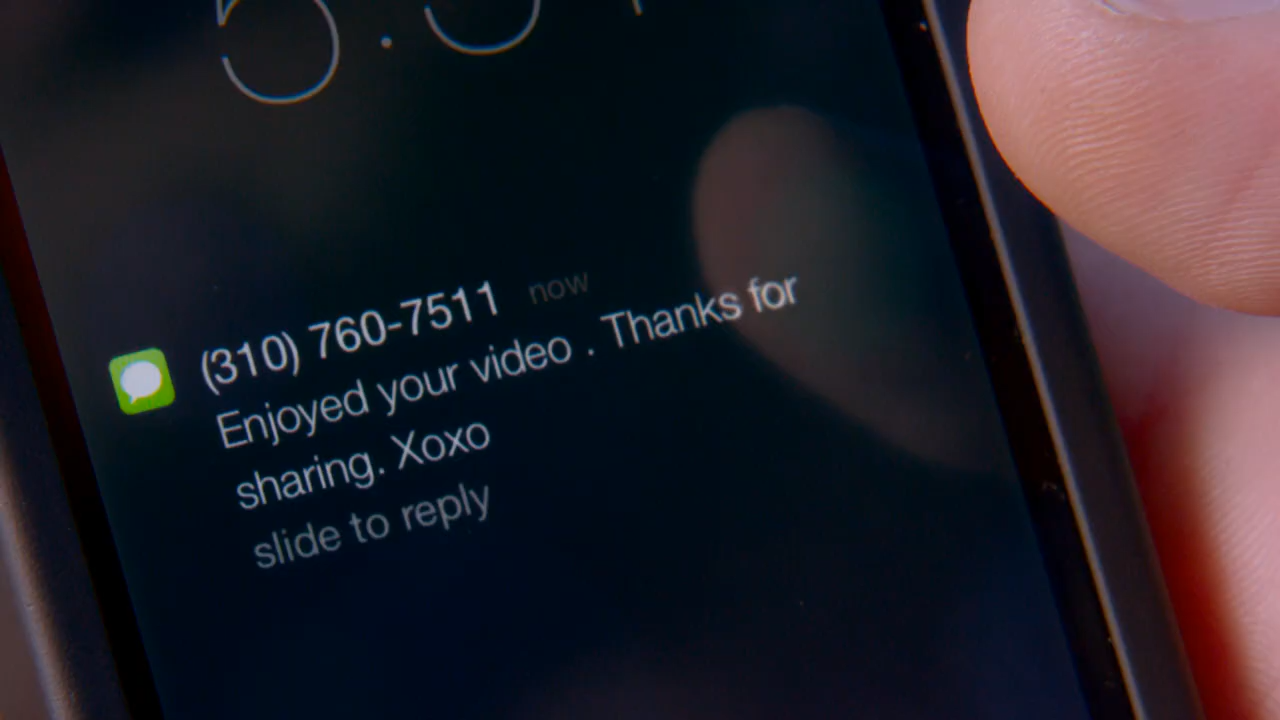 (310) 760-7511 now
Enjoyed your video . Thanks for
sharing. Xoxo
slide to reply